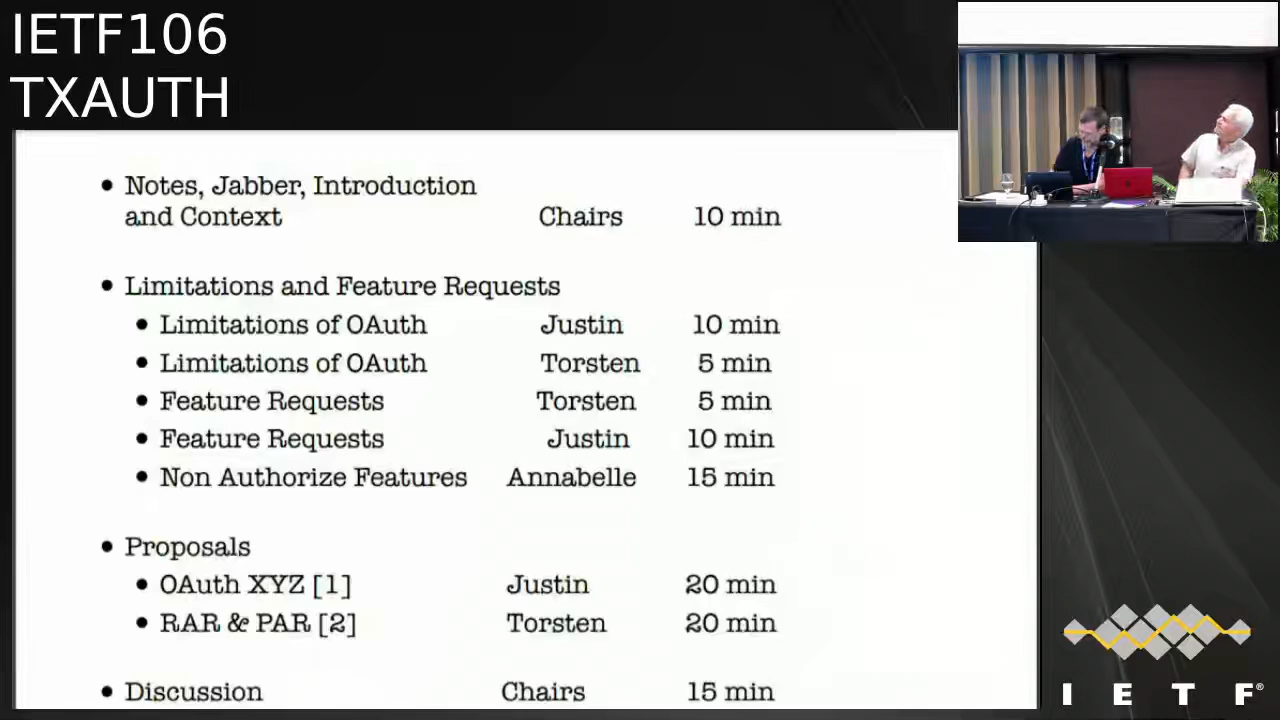 IETF106
TXAUTH
• Notes, Jabber, Introduction
and Context Chairs 10 min
• Limitations and Feature Requests
• Limitations of OAuth Justin 10 min
• Limitations of OAuth Torsten 5 min
• Feature Requests Torsten 5 min
• Feature Requests Justin 10 min
• Non Authorize Features Annabelle 15 min
• Proposals
• OAuth XYZ [1] Justin 20 min
• RAR & PAR [2] Torsten 20 min
• Discussion Chairs 15 min
I E T F®